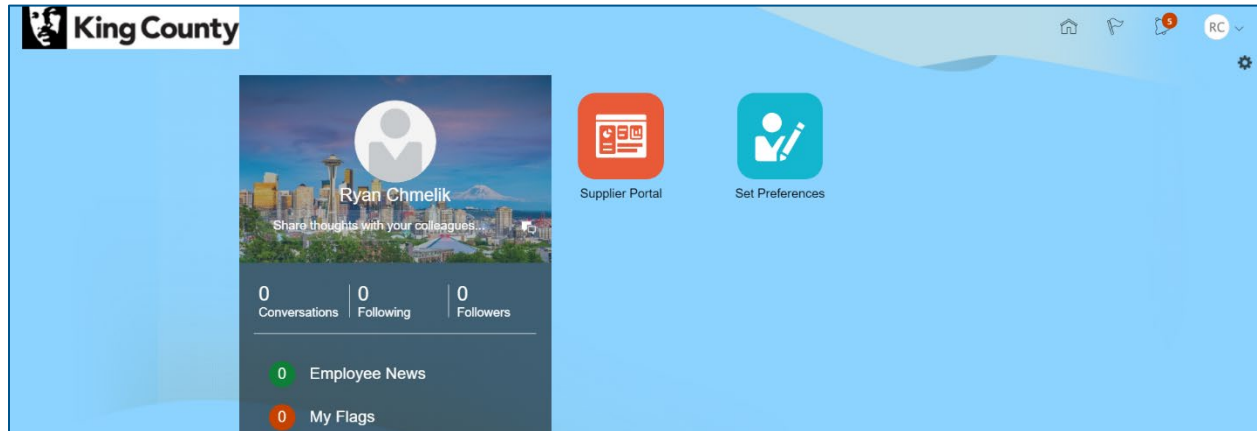 King County
5
RC
Ryan Chmelik
Share thoughts with your colleagues...
Supplier Portal
Set Preferences
0 0 0
Conversations Following Followers
0 Employee News
0 My Flags